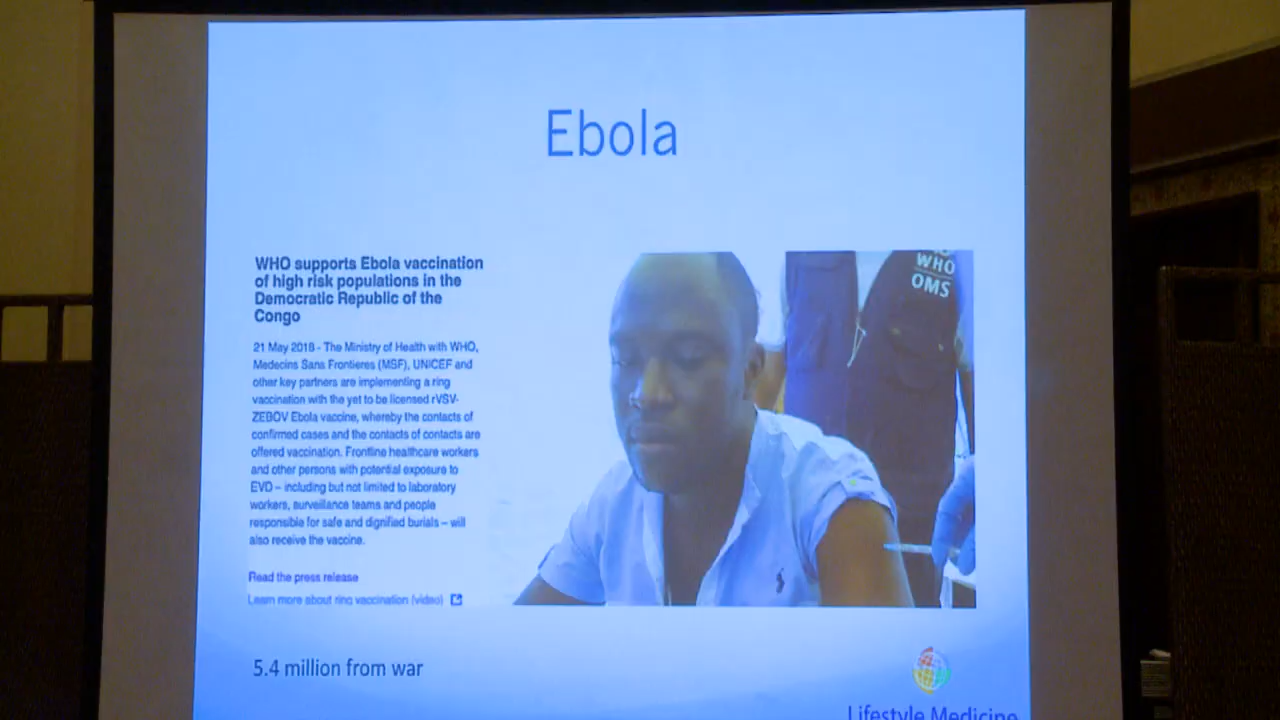 Ebola
WHO supports Ebola vaccination
of high risk populations in the
Democratic Republic of the
Congo
21 May 2018 - The Ministry of Health with WHO,
Medecins Sans Frontieres (MSF), UNICEF and
other key partners are implementing a ring
vaccination with the yet to be licensed rVSV-
ZEBOV Ebola vaccine, whereby the contacts of
confirmed cases and the contacts of contacts are
offered vaccination. Frontline healthcare workers
and other persons with potential exposure to
EVD – including but not limited to laboratory
workers, surveillance teams and people
responsible for safe and dignified burials – will
also receive the vaccine.
Read the press release
Learn more about ring vaccination (video)
WHO
OMS
5.4 million from war
Lifestyle Medicine